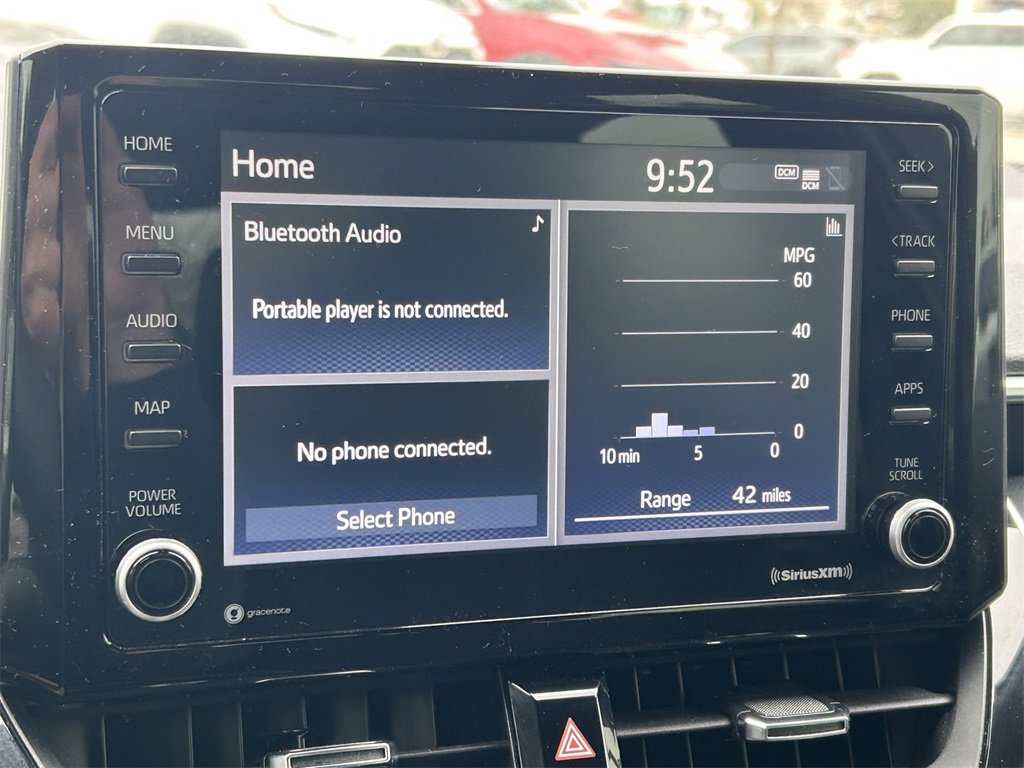 HOME
MENU
AUDIO
MAP
POWER
VOLUME
Home
9:52
DCM
DCM
Bluetooth Audio
Portable player is not connected.
No phone connected.
Select Phone
MPG
60
40
20
0
10 min 5 0
Range 42 miles
SEEK >
< TRACK
PHONE
APPS
TUNE
SCROLL
gracenote
((SiriusXM))